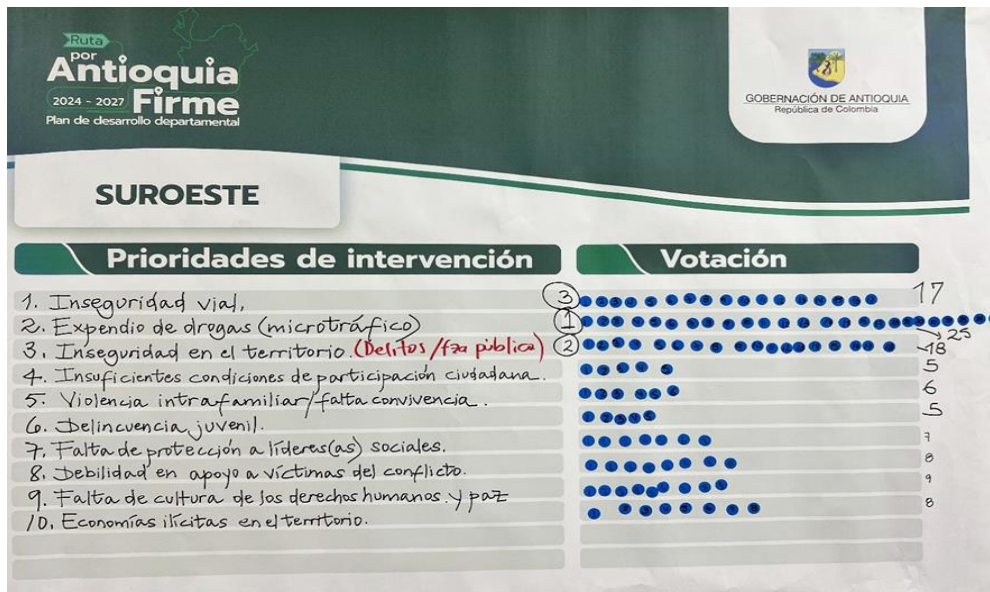 Ruta
por
Antioquia
2024 - 2027 Firme
Plan de desarrollo departamental
GOBERNACIÓN DE ANTIOQUIA
República de Colombia
SUROESTE
Prioridades de intervención Votación
1. Inseguridad vial, 3 17
2. Expendio de drogas (microtráfico) 1 25
3. Inseguridad en el territorio. (Delitos/fza pública) 2 18
4. Insuficientes condiciones de participación ciudadana. 5
5. Violencia intrafamiliar/falta convivencia. 6
6. Delincuencia juvenil. 5
7. Falta de protección a líderes(as) sociales. 7
8. Debilidad en apoyo a víctimas del conflicto. 8
9. Falta de cultura de los derechos humanos y paz 9
10. Economías ilícitas en el territorio. 8